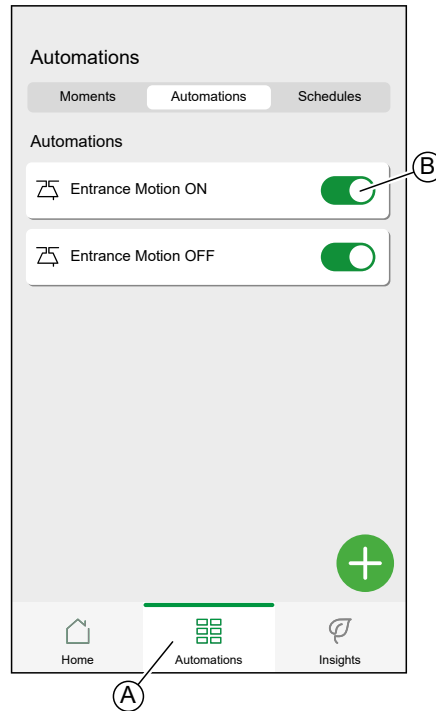 Automations
Moments Automations Schedules
Automations
B
Entrance Motion ON
Entrance Motion OFF
Home Automations Insights
A